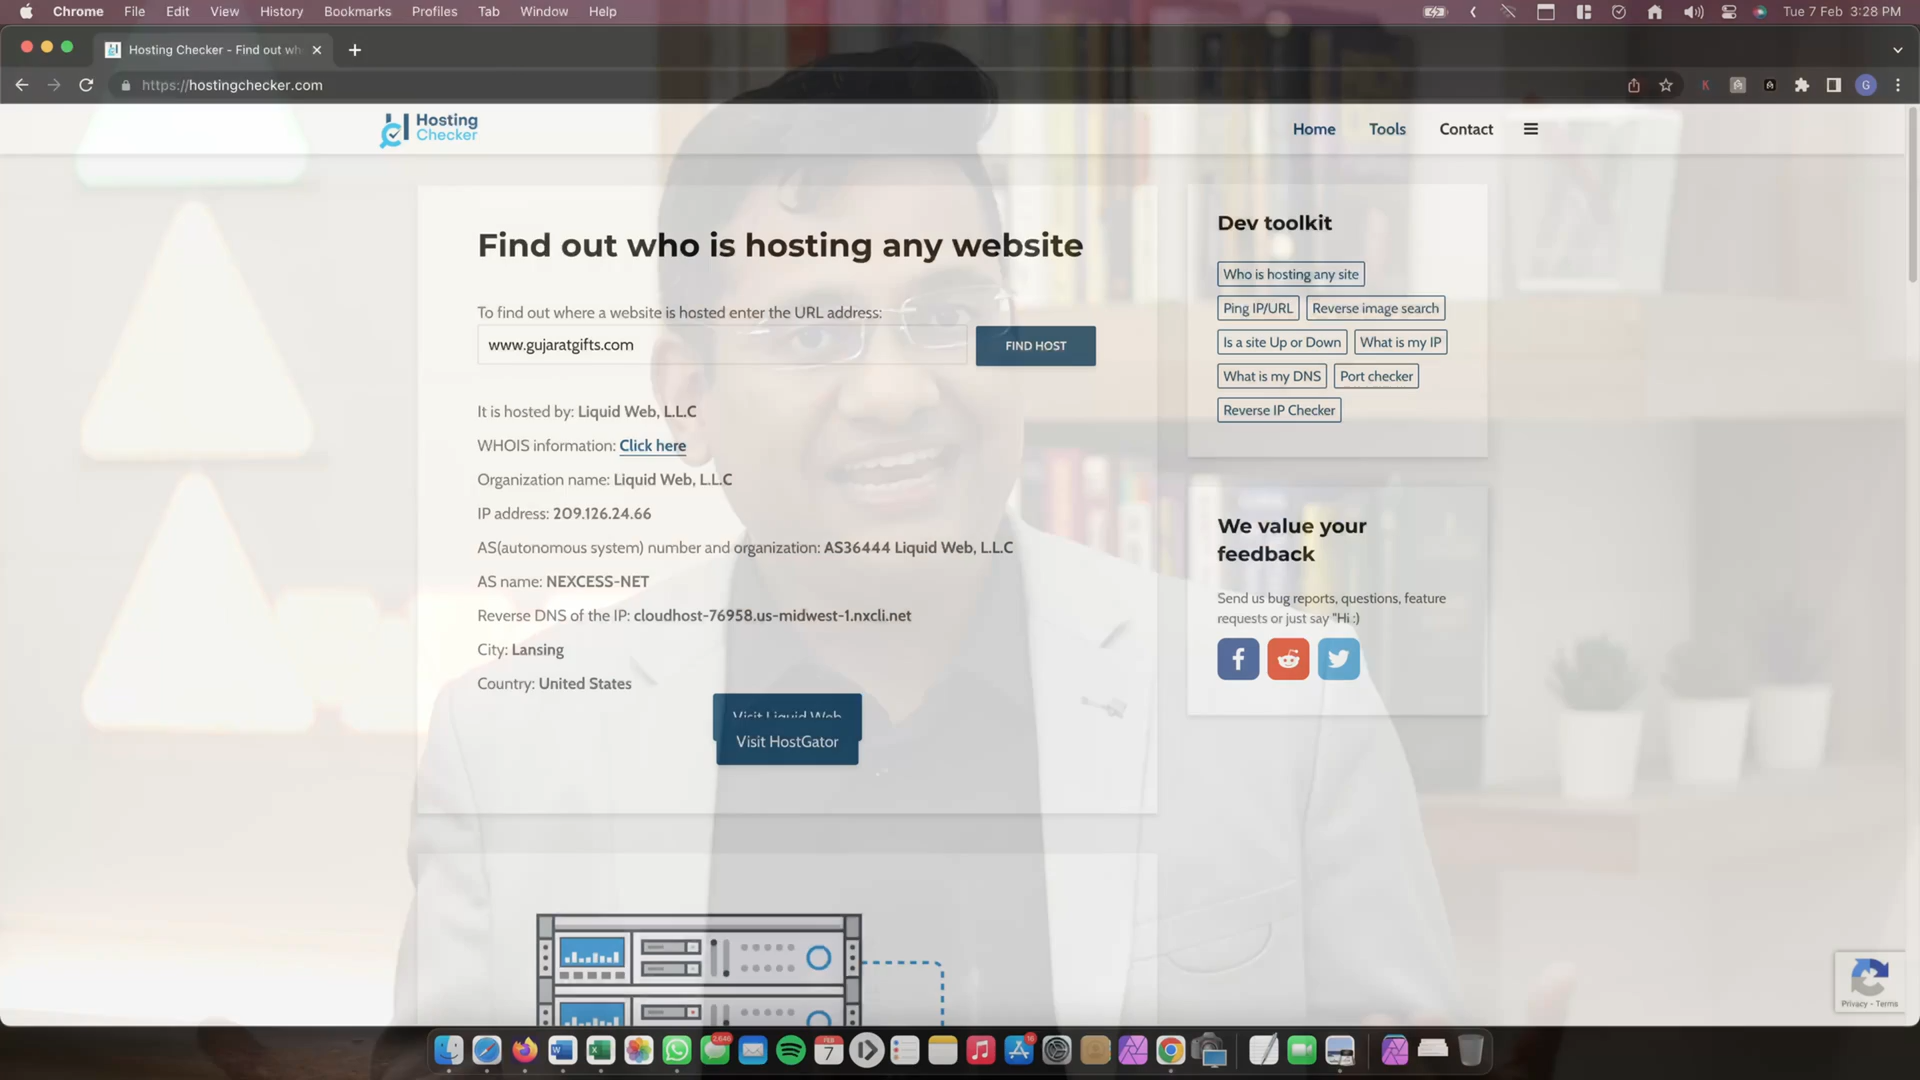 Chrome File Edit View History Bookmarks Profiles Tab Window Help
Tue 7 Feb 3:28 PM
Hosting Checker - Find out wh
https://hostingchecker.com
Hosting
Checker
Home Tools Contact
Find out who is hosting any website
To find out where a website is hosted enter the URL address:
www.gujaratgifts.com
FIND HOST
It is hosted by: Liquid Web, L.L.C
WHOIS information: Click here
Organization name: Liquid Web, L.L.C
IP address: 209.126.24.66
AS(autonomous system) number and organization: AS36444 Liquid Web, L.L.C
AS name: NEXCESS-NET
Reverse DNS of the IP: cloudhost-76958.us-midwest-1.nxcli.net
City: Lansing
Country: United States
Visit Liquid Web
Visit HostGator
Dev toolkit
Who is hosting any site
Ping IP/URL Reverse image search
Is a site Up or Down What is my IP
What is my DNS Port checker
Reverse IP Checker
We value your
feedback
Send us bug reports, questions, feature
requests or just say "Hi :)
Privacy - Terms
2,646
FEB
7
16